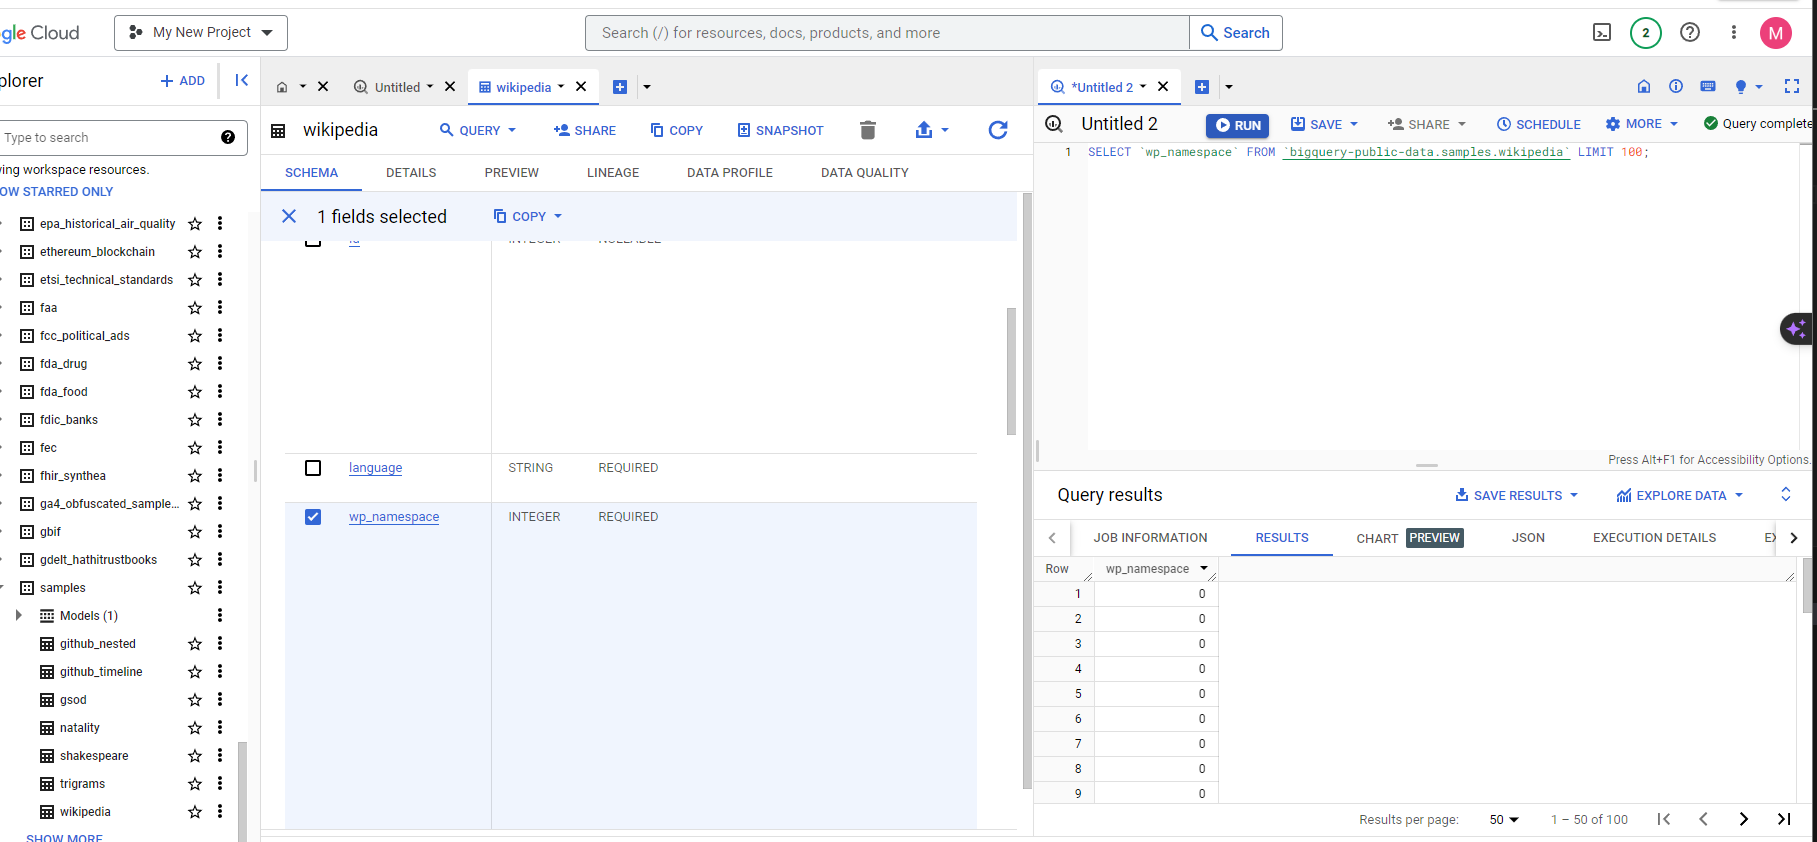 gle Cloud
My New Project
Search (/) for resources, docs, products, and more
Search
2
M
plorer
ADD
Type to search
ing workspace resources.
OW STARRED ONLY
epa_historical_air_quality
ethereum_blockchain
etsi_technical_standards
faa
fcc_political_ads
fda_drug
fda_food
fdic_banks
fec
fhir_synthea
ga4_obfuscated_sample...
gbif
gdelt_hathitrustbooks
samples
Models (1)
github_nested
github_timeline
gsod
natality
shakespeare
trigrams
wikipedia
SHOW MORE
Untitled
wikipedia
wikipedia
QUERY
SHARE
COPY
SNAPSHOT
SCHEMA
DETAILS
PREVIEW
LINEAGE
DATA PROFILE
DATA QUALITY
1 fields selected
COPY
id INTEGER NULLABLE
language STRING REQUIRED
wp_namespace INTEGER REQUIRED
*Untitled 2
Untitled 2
RUN
SAVE
SHARE
SCHEDULE
MORE
Query complete
1 SELECT `wp_namespace` FROM `bigquery-public-data.samples.wikipedia` LIMIT 100;
Press Alt+F1 for Accessibility Options.
Query results
SAVE RESULTS
EXPLORE DATA
JOB INFORMATION
RESULTS
CHART PREVIEW
JSON
EXECUTION DETAILS
EX
Row wp_namespace
1 0
2 0
3 0
4 0
5 0
6 0
7 0
8 0
9 0
Results per page: 50 1 – 50 of 100